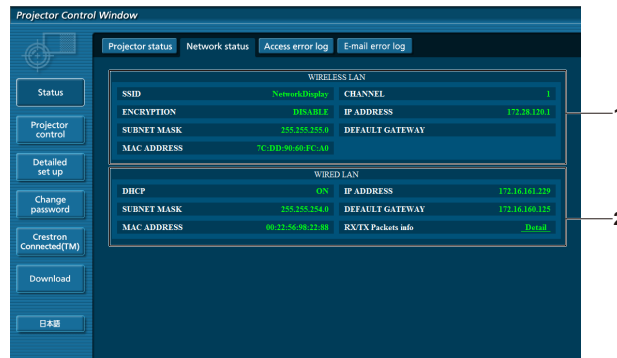 Projector Control Window
Projector status Network status Access error log E-mail error log
Status
Projector control
Detailed set up
Change password
Crestron Connected(TM)
Download
日本語
WIRELESS LAN
SSID NetworkDisplay CHANNEL 1
ENCRYPTION DISABLE IP ADDRESS 172.28.120.1
SUBNET MASK 255.255.255.0 DEFAULT GATEWAY
MAC ADDRESS 7C:DD:90:60:FC:A0
WIRED LAN
DHCP ON IP ADDRESS 172.16.161.229
SUBNET MASK 255.255.254.0 DEFAULT GATEWAY 172.16.160.125
MAC ADDRESS 00:22:56:98:22:88 RX/TX Packets info Detail
1
2